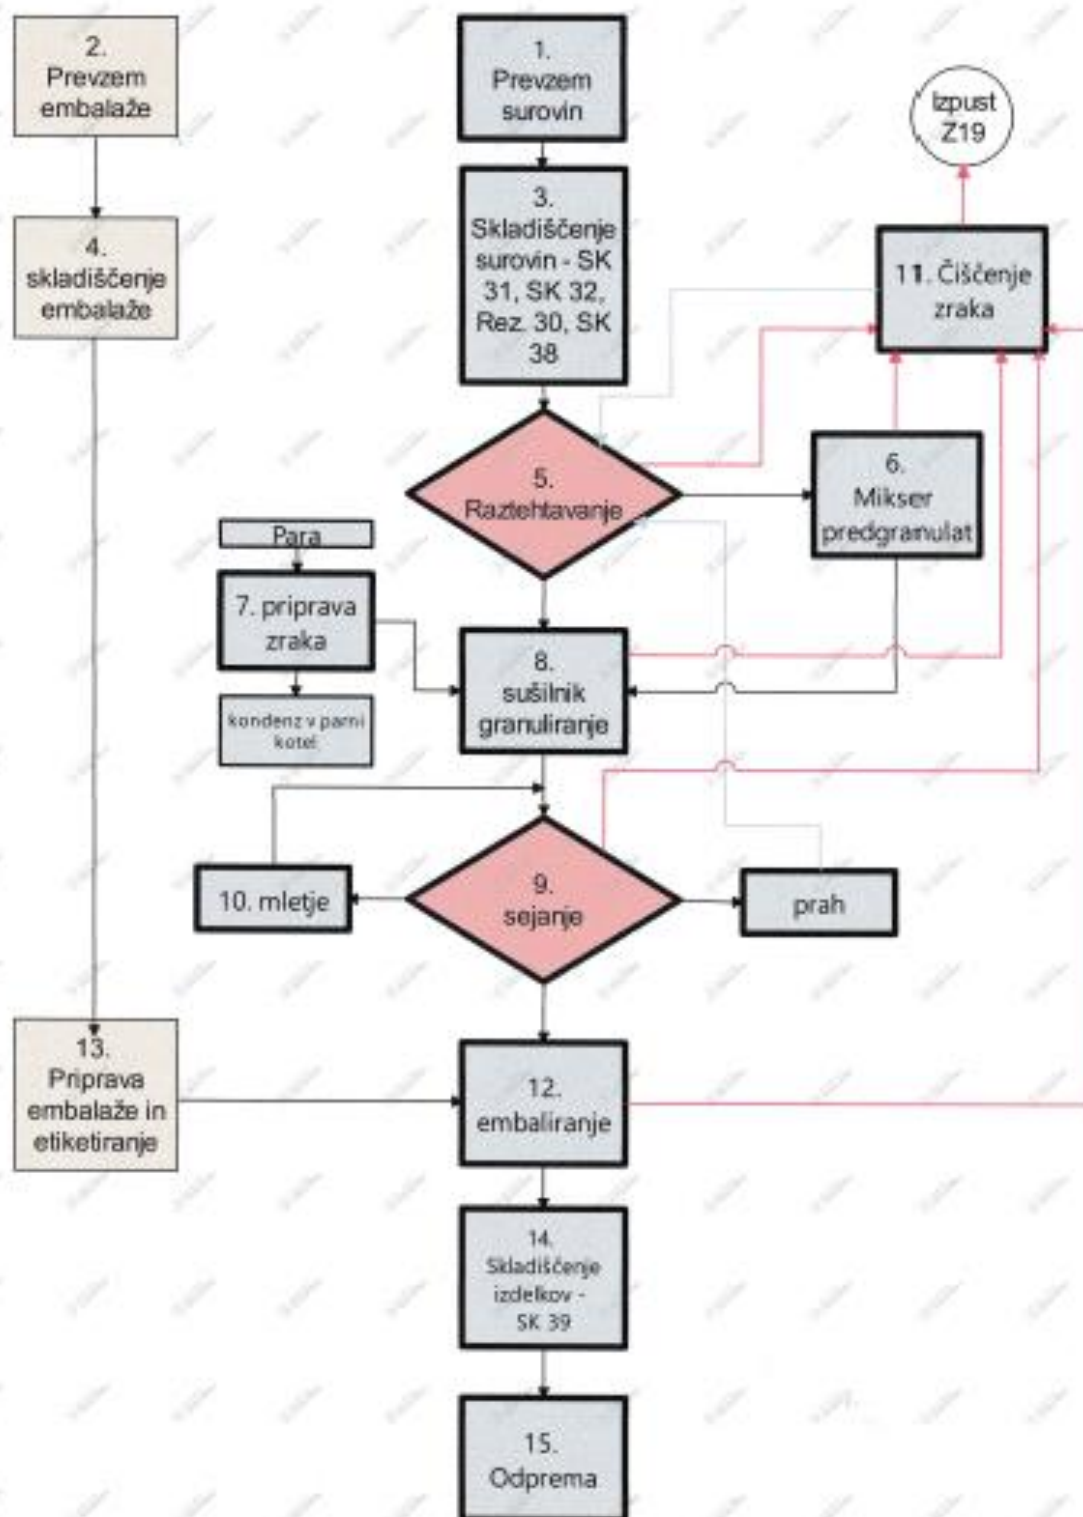 2.
Prevzem
embalaže
1.
Prevzem
surovin
Izpust
Z19
3.
Skladiščenje
surovin - SK
31, SK 32,
Rez. 30, SK
38
4.
skladiščenje
embalaže
11. Čiščenje
zraka
5.
Raztehtavanje
6.
Mikser
predgranulat
Para
7. priprava
zraka
8.
sušilnik
granuliranje
kondenz v parni
kotel
9.
sejanje
10. mletje
prah
13.
Priprava
embalaže in
etiketiranje
12.
embaliranje
14.
Skladiščenje
izdelkov -
SK 39
15.
Odprema